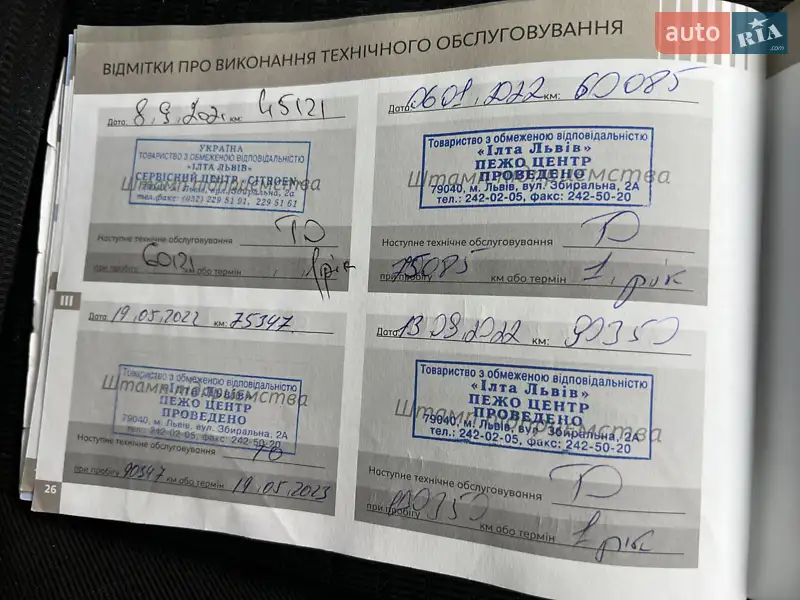 auto RIA .com
ВІДМІТКИ ПРО ВИКОНАННЯ ТЕХНІЧНОГО ОБСЛУГОВУВАННЯ
Дата: 8.9.2021 км: 45121
УКРАЇНА
ТОВАРИСТВО З ОБМЕЖЕНОЮ ВІДПОВІДАЛЬНІСТЮ
«ІЛТА ЛЬВІВ»
СЕРВІСНИЙ ЦЕНТР «CITROEN»
Штамп підприємства
79040, м. Львів, вул. Збиральна, 2а
тел./факс: (032) 229 51 91, 229 51 61
Наступне технічне обслуговування ТО
при пробігу 60121 або термін 1 рік
Дата: 06.01.2022 км: 60085
Товариство з обмеженою відповідальністю
«Ілта Львів»
ПЕЖО ЦЕНТР
ПРОВЕДЕНО
Штамп підприємства
79040, м. Львів, вул. Збиральна, 2А
тел.: 242-02-05, факс: 242-50-20
Наступне технічне обслуговування ТО
при пробігу 75085 км або термін 1 рік
III
Дата: 19.05.2022 км: 75347
Товариство з обмеженою відповідальністю
«Ілта Львів»
Штамп підприємства
ПЕЖО ЦЕНТР
ПРОВЕДЕНО
79040, м. Львів, вул. Збиральна, 2А
тел.: 242-02-05, факс: 242-50-20
Наступне технічне обслуговування ТО
при пробігу 90347 км або термін 19.05.2023
Дата: 13.09.2022 км: 90350
Товариство з обмеженою відповідальністю
«Ілта Львів»
ПЕЖО ЦЕНТР
Штамп підприємства
ПРОВЕДЕНО
79040, м. Львів, вул. Збиральна, 2А
тел.: 242-02-05, факс: 242-50-20
Наступне технічне обслуговування ТО
при пробігу км або термін 1 рік
26